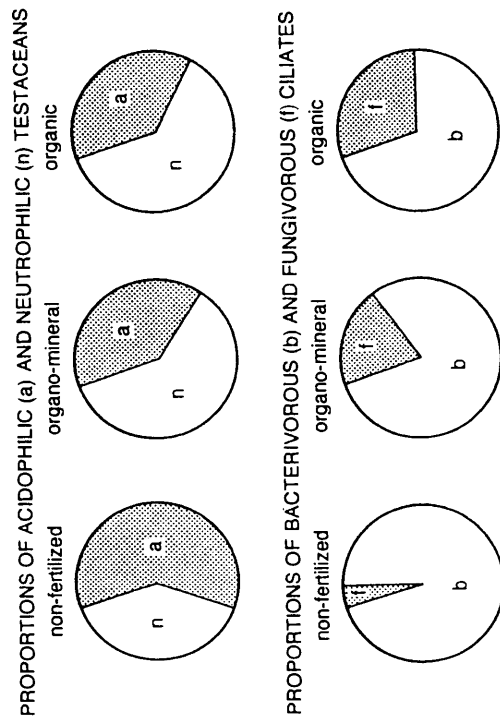 PROPORTIONS OF ACIDOPHILIC (a) AND NEUTROPHILIC (n) TESTACEANS
non-fertilized
organo-mineral
organic
n
a
n
a
n
a
PROPORTIONS OF BACTERIVOROUS (b) AND FUNGIVOROUS (f) CILIATES
non-fertilized
organo-mineral
organic
f
b
f
b
f
b